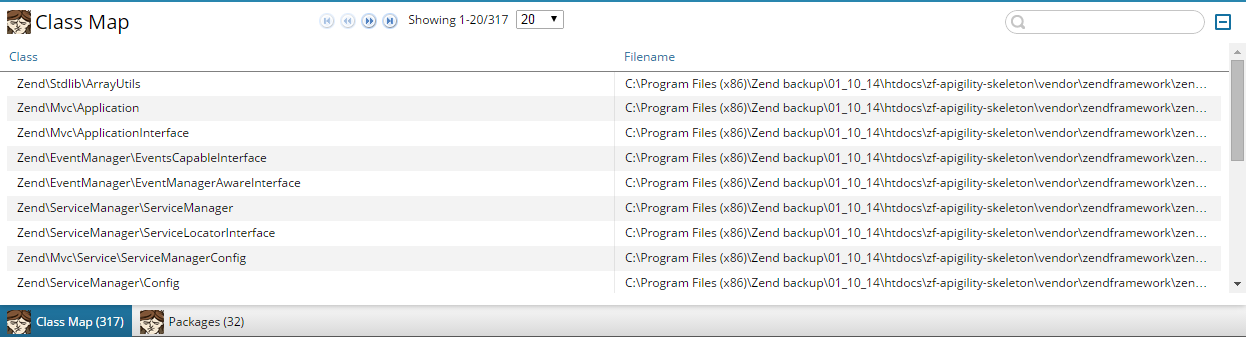 Class Map Showing 1-20/317 20
Class Filename
Zend\Stdlib\ArrayUtils C:\Program Files (x86)\Zend backup\01_10_14\htdocs\zf-apigility-skeleton\vendor\zendframework\zen...
Zend\Mvc\Application C:\Program Files (x86)\Zend backup\01_10_14\htdocs\zf-apigility-skeleton\vendor\zendframework\zen...
Zend\Mvc\ApplicationInterface C:\Program Files (x86)\Zend backup\01_10_14\htdocs\zf-apigility-skeleton\vendor\zendframework\zen...
Zend\EventManager\EventsCapableInterface C:\Program Files (x86)\Zend backup\01_10_14\htdocs\zf-apigility-skeleton\vendor\zendframework\zen...
Zend\EventManager\EventManagerAwareInterface C:\Program Files (x86)\Zend backup\01_10_14\htdocs\zf-apigility-skeleton\vendor\zendframework\zen...
Zend\ServiceManager\ServiceManager C:\Program Files (x86)\Zend backup\01_10_14\htdocs\zf-apigility-skeleton\vendor\zendframework\zen...
Zend\ServiceManager\ServiceLocatorInterface C:\Program Files (x86)\Zend backup\01_10_14\htdocs\zf-apigility-skeleton\vendor\zendframework\zen...
Zend\Mvc\Service\ServiceManagerConfig C:\Program Files (x86)\Zend backup\01_10_14\htdocs\zf-apigility-skeleton\vendor\zendframework\zen...
Zend\ServiceManager\Config C:\Program Files (x86)\Zend backup\01_10_14\htdocs\zf-apigility-skeleton\vendor\zendframework\zen...
Class Map (317) Packages (32)